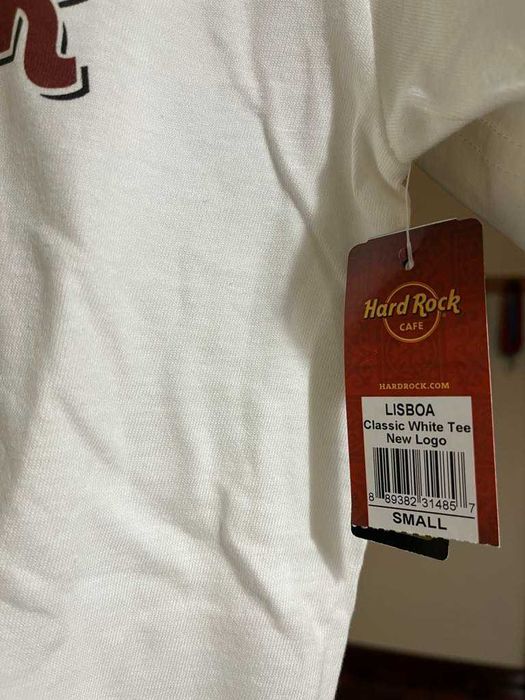 Hard Rock
CAFE
HARDROCK.COM
LISBOA
Classic White Tee
New Logo
8 89382 31485 7
SMALL